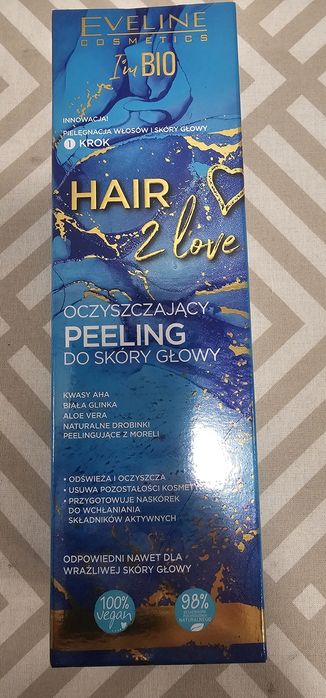 EVELINE
COSMETICS
I'm BIO
INNOWACJA!
PIELĘGNACJA WŁOSÓW I SKÓRY GŁOWY
1 KROK
HAIR
2 love
OCZYSZCZAJĄCY
PEELING
DO SKÓRY GŁOWY
KWASY AHA
BIAŁA GLINKA
ALOE VERA
NATURALNE DROBINKI
PEELINGUJĄCE Z MORELI
• ODŚWIEŻA I OCZYSZCZA
• USUWA POZOSTAŁOŚCI
• PRZYGOTOWUJE NASKÓREK
DO WCHŁANIANIA
SKŁADNIKÓW AKTYWNYCH
ODPOWIEDNI NAWET DLA
WRAŻLIWEJ SKÓRY GŁOWY
100%
vegan
98%